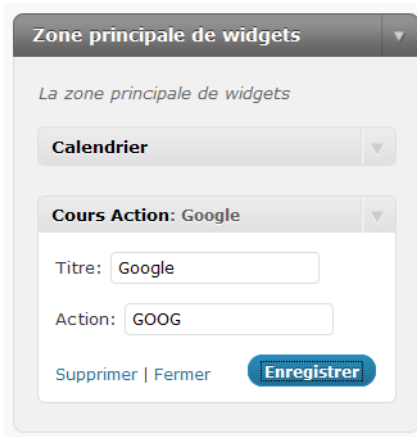 Zone principale de widgets
La zone principale de widgets
Calendrier
Cours Action: Google
Titre: Google
Action: GOOG
Supprimer | Fermer Enregistrer